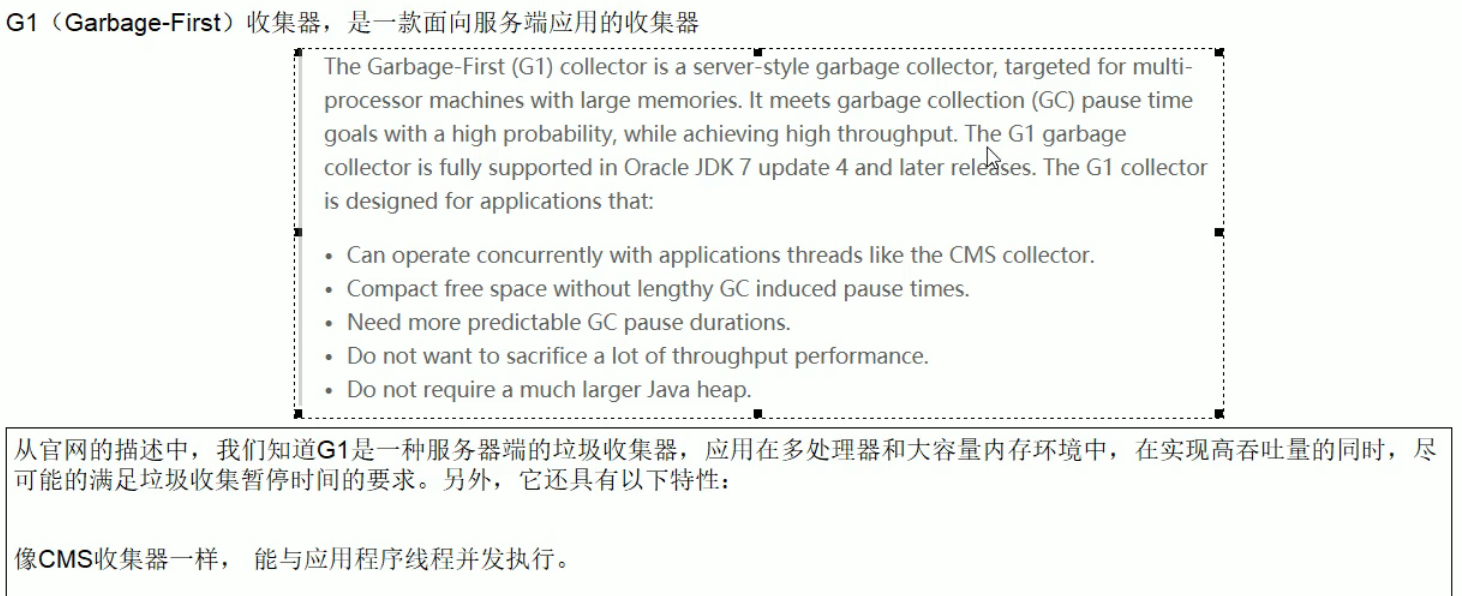 G1（Garbage-First）收集器，是一款面向服务端应用的收集器
The Garbage-First (G1) collector is a server-style garbage collector, targeted for multi-
processor machines with large memories. It meets garbage collection (GC) pause time
goals with a high probability, while achieving high throughput. The G1 garbage
collector is fully supported in Oracle JDK 7 update 4 and later releases. The G1 collector
is designed for applications that:
• Can operate concurrently with applications threads like the CMS collector.
• Compact free space without lengthy GC induced pause times.
• Need more predictable GC pause durations.
• Do not want to sacrifice a lot of throughput performance.
• Do not require a much larger Java heap.
从官网的描述中，我们知道G1是一种服务器端的垃圾收集器，应用在多处理器和大容量内存环境中，在实现高吞吐量的同时，尽
可能的满足垃圾收集暂停时间的要求。另外，它还具有以下特性：
像CMS收集器一样， 能与应用程序线程并发执行。